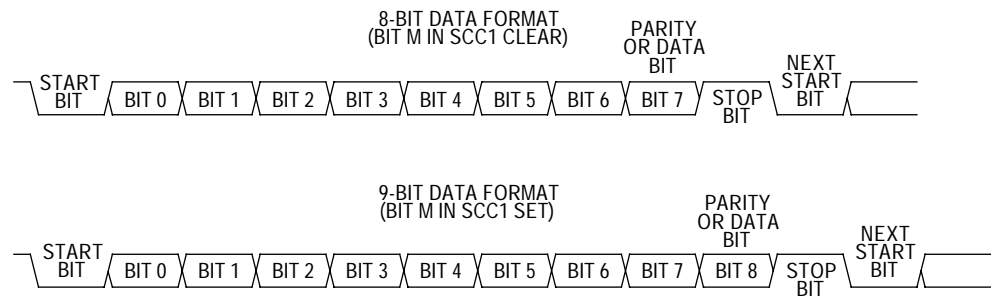 8-BIT DATA FORMAT
(BIT M IN SCC1 CLEAR)
PARITY
OR DATA
BIT
START
BIT
BIT 0
BIT 1
BIT 2
BIT 3
BIT 4
BIT 5
BIT 6
BIT 7
STOP
BIT
NEXT
START
BIT
9-BIT DATA FORMAT
(BIT M IN SCC1 SET)
PARITY
OR DATA
BIT
START
BIT
BIT 0
BIT 1
BIT 2
BIT 3
BIT 4
BIT 5
BIT 6
BIT 7
BIT 8
STOP
BIT
NEXT
START
BIT